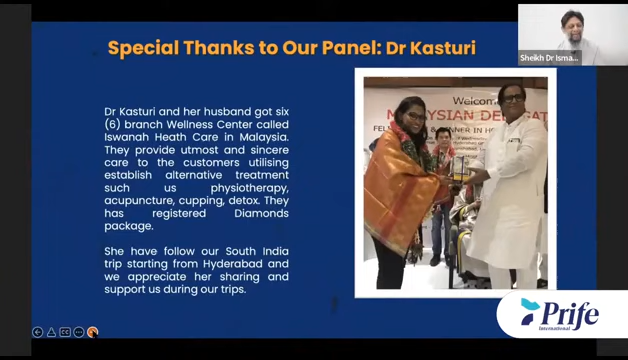 Special Thanks to Our Panel: Dr Kasturi
Sheikh Dr Isma...
Dr Kasturi and her husband got six
(6) branch Wellness Center called
Iswanah Heath Care in Malaysia.
They provide utmost and sincere
care to the customers utilising
establish alternative treatment
such us physiotherapy,
acupuncture, cupping, detox. They
has registered Diamonds
package.
She have follow our South India
trip starting from Hyderabad and
we appreciate her sharing and
support us during our trips.
Welcom
MALAYSIAN DELEGAT
NNER IN H
Prife
International
CC